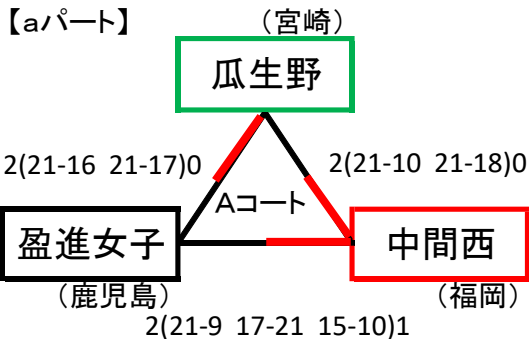 【aパート】
(宮崎)
瓜生野
2(21-16 21-17)0
2(21-10 21-18)0
Aコート
盈進女子
中間西
(鹿児島)
(福岡)
2(21-9 17-21 15-10)1